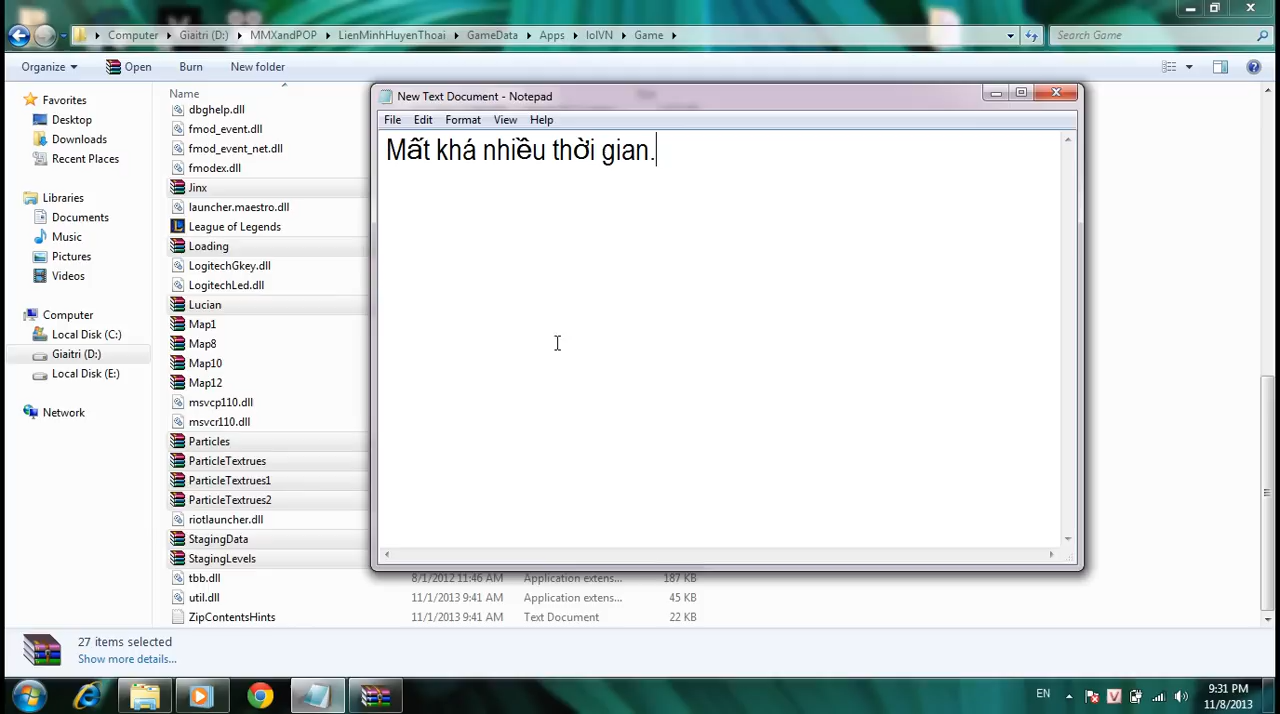 Computer Giaitri (D:) MMXandPOP LienMinhHuyenThoai GameData Apps lolVN Game
Search Game
Organize Open Burn New folder
Name
Favorites
Desktop
Downloads
Recent Places
Libraries
Documents
Music
Pictures
Videos
Computer
Local Disk (C:)
Giaitri (D:)
Local Disk (E:)
Network
dbghelp.dll
fmod_event.dll
fmod_event_net.dll
fmodex.dll
Jinx
launcher.maestro.dll
League of Legends
Loading
LogitechGkey.dll
LogitechLed.dll
Lucian
Map1
Map8
Map10
Map12
msvcp110.dll
msvcr110.dll
Particles
ParticleTextrues
ParticleTextrues1
ParticleTextrues2
riotlauncher.dll
StagingData
StagingLevels
tbb.dll 8/1/2012 11:46 AM Application extens... 187 KB
util.dll 11/1/2013 9:41 AM Application extens... 45 KB
ZipContentsHints 11/1/2013 9:41 AM Text Document 22 KB
New Text Document - Notepad
File Edit Format View Help
Mất khá nhiều thời gian.
27 items selected
Show more details...
EN
V
9:31 PM
11/8/2013